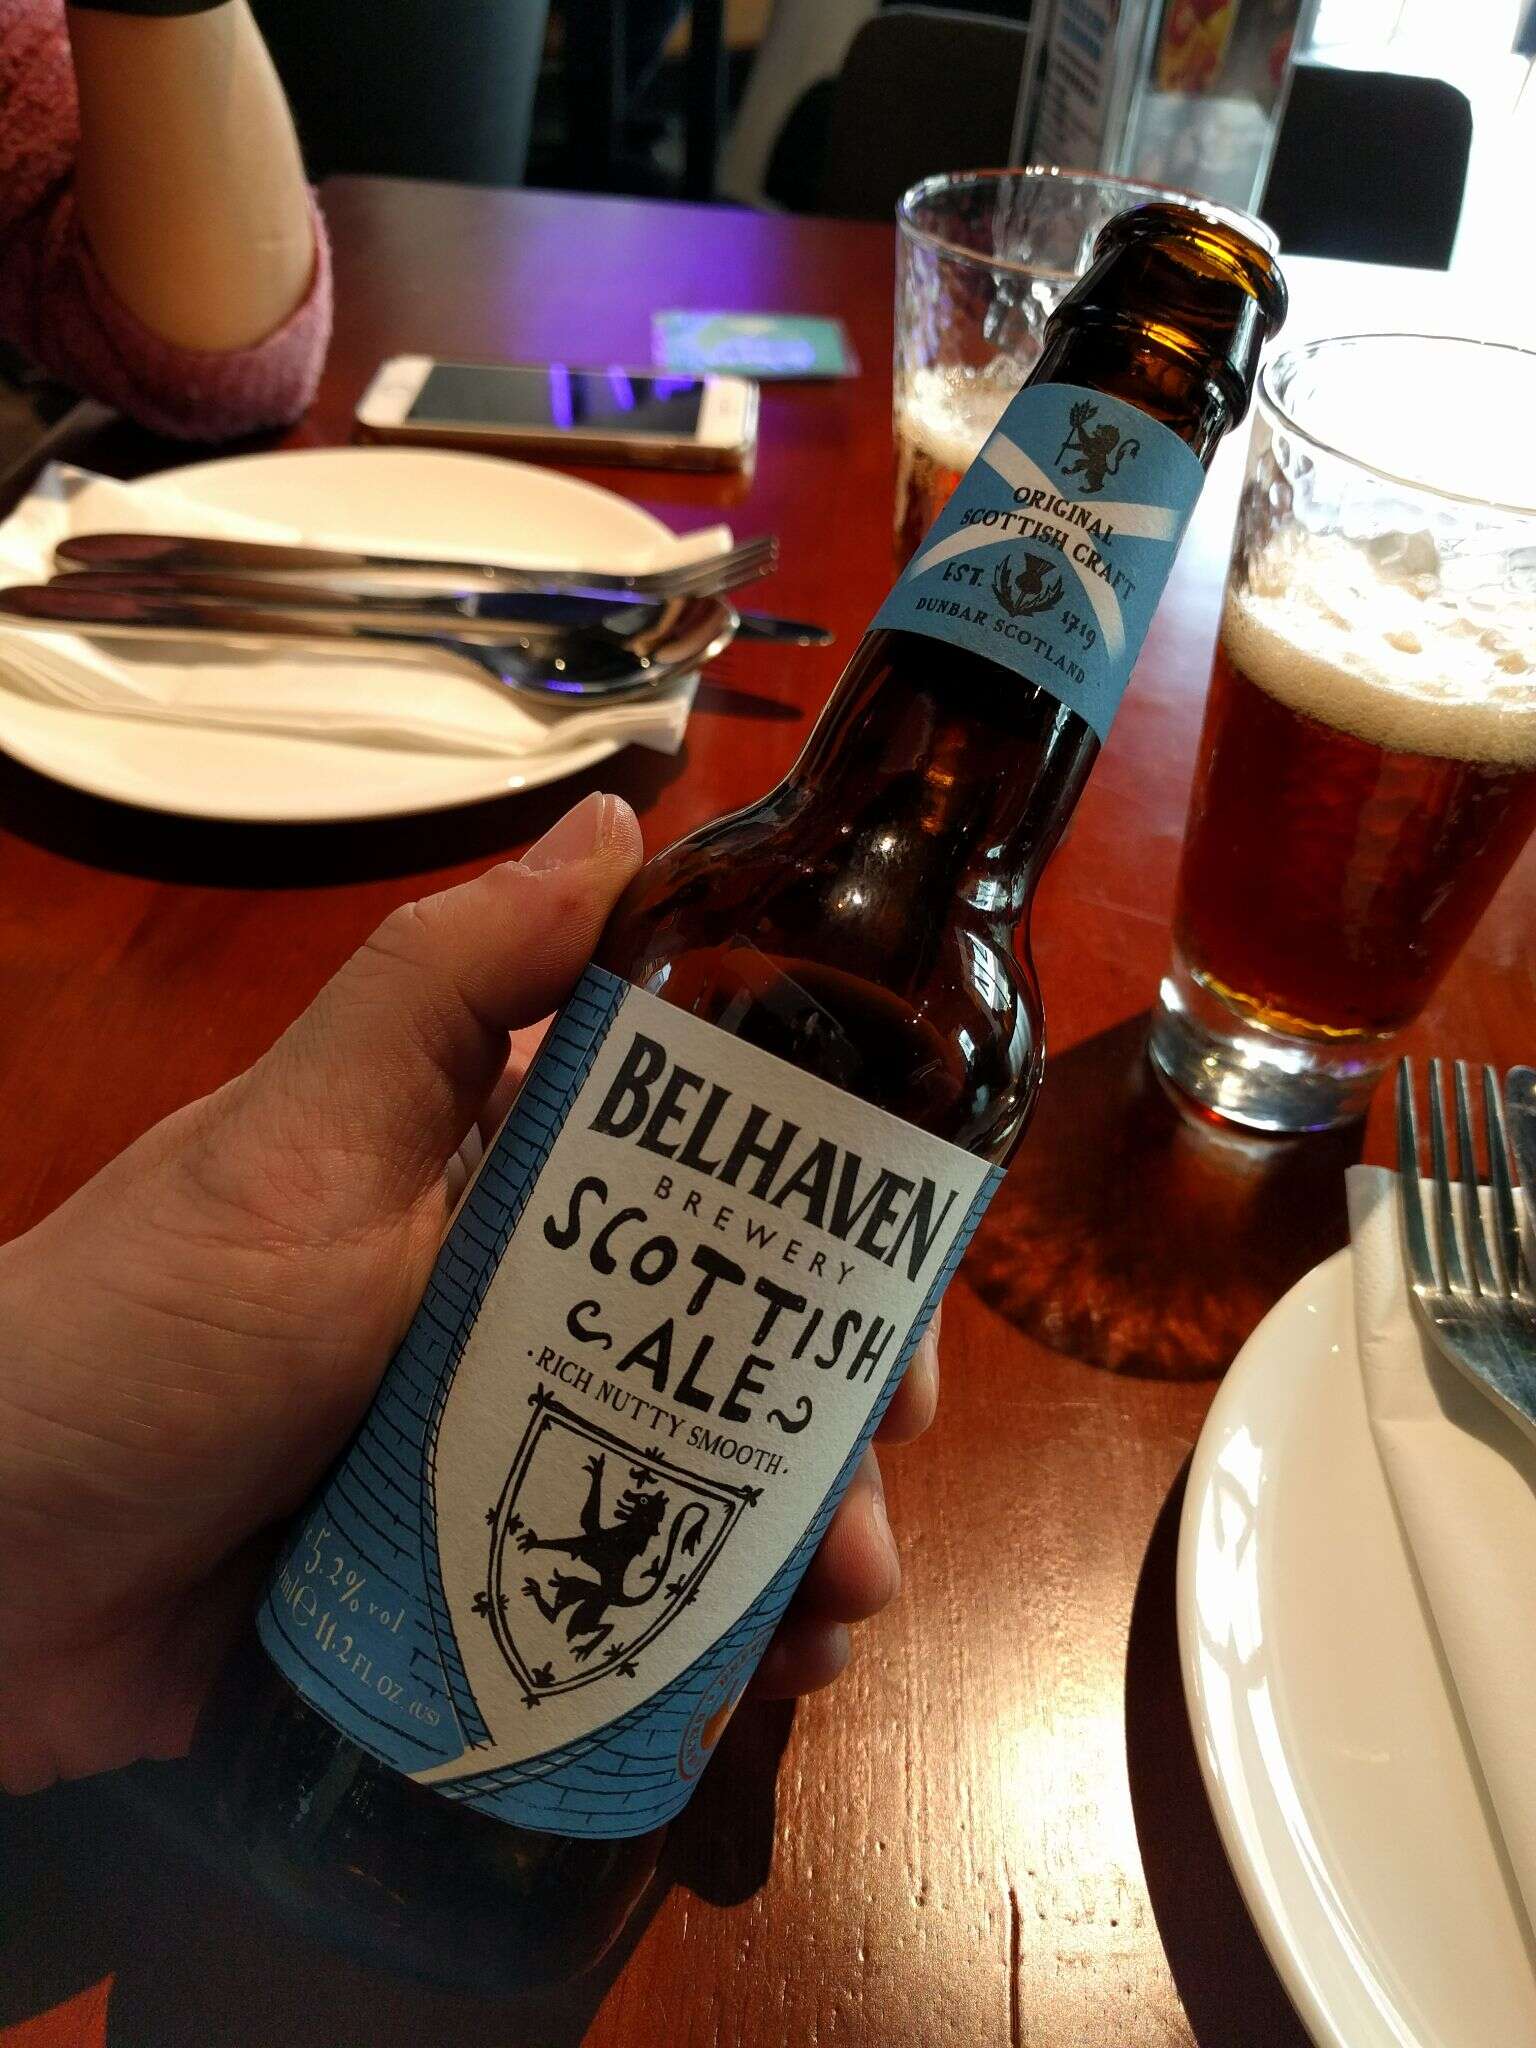 ORIGINAL
SCOTTISH CRAFT
EST. 1719
DUNBAR SCOTLAND
BELHAVEN
BREWERY
SCOTTISH
ALE
·RICH NUTTY SMOOTH·
5.2% vol
ml e 11.2 FL OZ. (US)